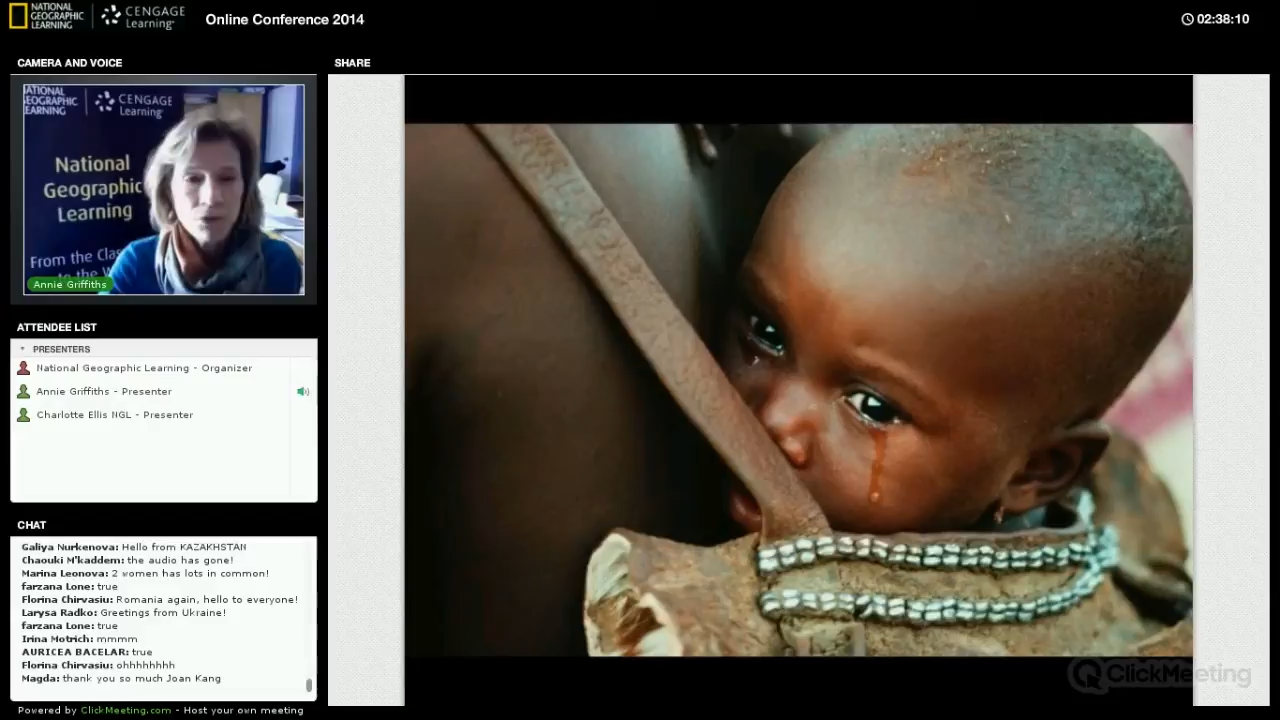 NATIONAL
GEOGRAPHIC
LEARNING
CENGAGE
Learning®
Online Conference 2014
02:38:10
CAMERA AND VOICE
SHARE
ATIONAL
EOGRAPHIC
EARNING
CENGAGE
Learning
National
Geographic
Learning
From the Clas
to the W
Annie Griffiths
ATTENDEE LIST
PRESENTERS
National Geographic Learning - Organizer
Annie Griffiths - Presenter
Charlotte Ellis NGL - Presenter
CHAT
Galiya Nurkenova: Hello from KAZAKHSTAN
Chaouki M'kaddem: the audio has gone!
Marina Leonova: 2 women has lots in common!
farzana Lone: true
Florina Chirvasiu: Romania again, hello to everyone!
Larysa Radko: Greetings from Ukraine!
farzana Lone: true
Irina Motrich: mmmm
AURICEA BACELAR: true
Florina Chirvasiu: ohhhhhhhh
Magda: thank you so much Joan Kang
ClickMeeting
Powered by ClickMeeting.com - Host your own meeting